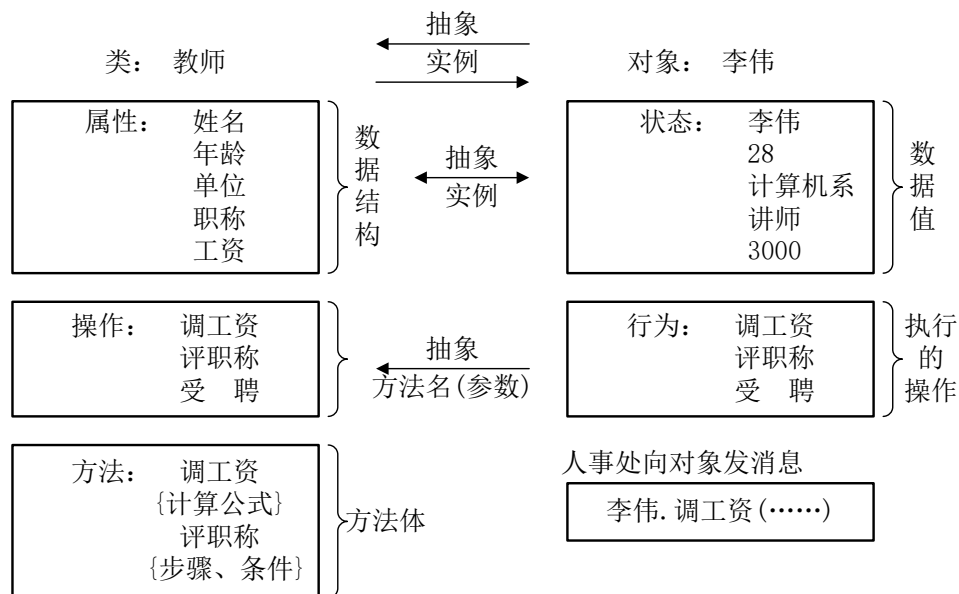 类： 教师
抽象
实例
对象： 李伟
属性： 姓名
年龄
单位
职称
工资
数据结构
抽象
实例
状态： 李伟
28
计算机系
讲师
3000
数据值
操作： 调工资
评职称
受 聘
抽象
方法名(参数)
行为： 调工资
评职称
受 聘
执行
的
操作
方法： 调工资
{计算公式}
评职称
{步骤、条件}
方法体
人事处向对象发消息
李伟.调工资(……)